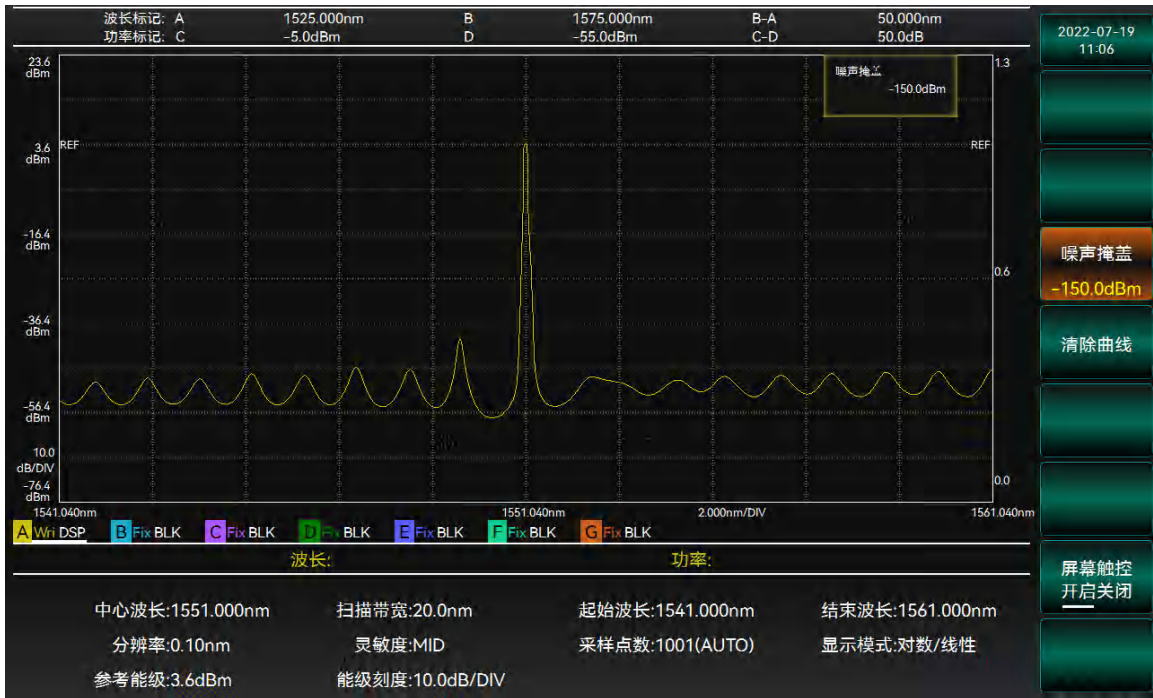 波长标记: A 1525.000nm B 1575.000nm B-A 50.000nm
功率标记: C -5.0dBm D -55.0dBm C-D 50.0dB
2022-07-19
11:06
23.6
dBm
1.3
噪声掩盖
-150.0dBm
3.6
dBm
REF
REF
-16.4
dBm
0.6
噪声掩盖
-150.0dBm
-36.4
dBm
清除曲线
-56.4
dBm
10.0
dB/DIV
-76.4
dBm
0.0
1541.040nm 1551.040nm 2.000nm/DIV 1561.040nm
A Wri DSP B Fix BLK C Fix BLK D Fix BLK E Fix BLK F Fix BLK G Fix BLK
波长: 功率:
屏幕触控
开启关闭
中心波长:1551.000nm 扫描带宽:20.0nm 起始波长:1541.000nm 结束波长:1561.000nm
分辨率:0.10nm 灵敏度:MID 采样点数:1001(AUTO) 显示模式:对数/线性
参考能级:3.6dBm 能级刻度:10.0dB/DIV